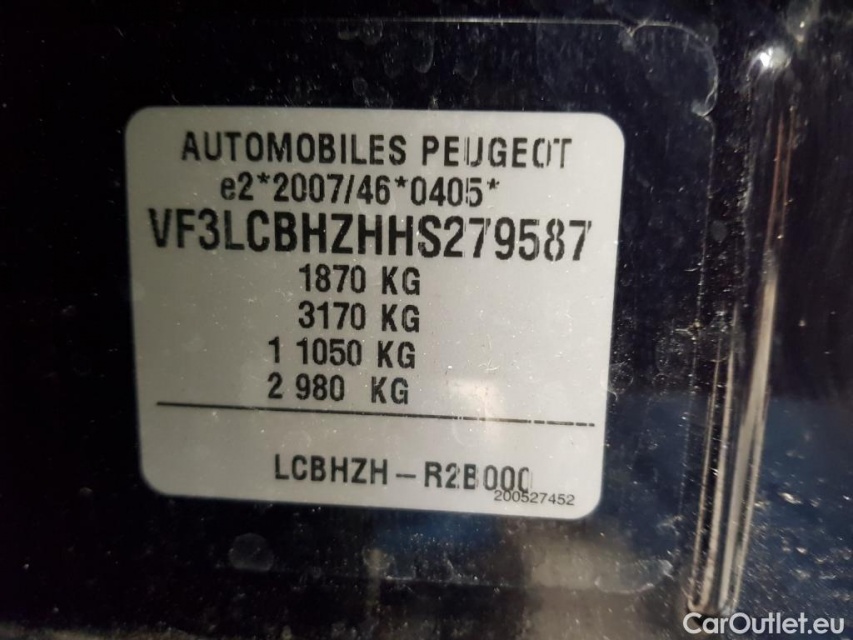 AUTOMOBILES PEUGEOT
e2*2007/46*0405*
VF3LCBHZHHS279587
1870 KG
3170 KG
1 1050 KG
2 980 KG
LCBHZH-R2B000
200527452
CarOutlet.eu